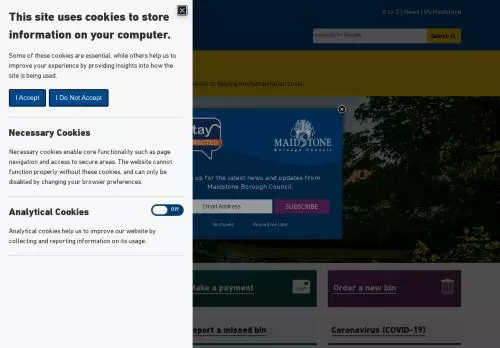 This site uses cookies to store
information on your computer.
Some of these cookies are essential, while others help us to
improve your experience by providing insights into how the
site is being used.
I Accept
I Do Not Accept
Necessary Cookies
Necessary cookies enable core functionality such as page
navigation and access to secure areas. The website cannot
function properly without these cookies, and can only be
disabled by changing your browser preferences.
Analytical Cookies
Off
Analytical cookies help us to improve our website by
collecting and reporting information on its usage.
A to Z | News | My Maidstone
Search
to helping the humanitarian crisis
tay
MAIDSTONE
Borough Council
up for the latest news and updates from
Maidstone Borough Council.
Email Address
SUBSCRIBE
No thanks
Remind me later
Make a payment
Order a new bin
eport a missed bin
Coronavirus (COVID-19)